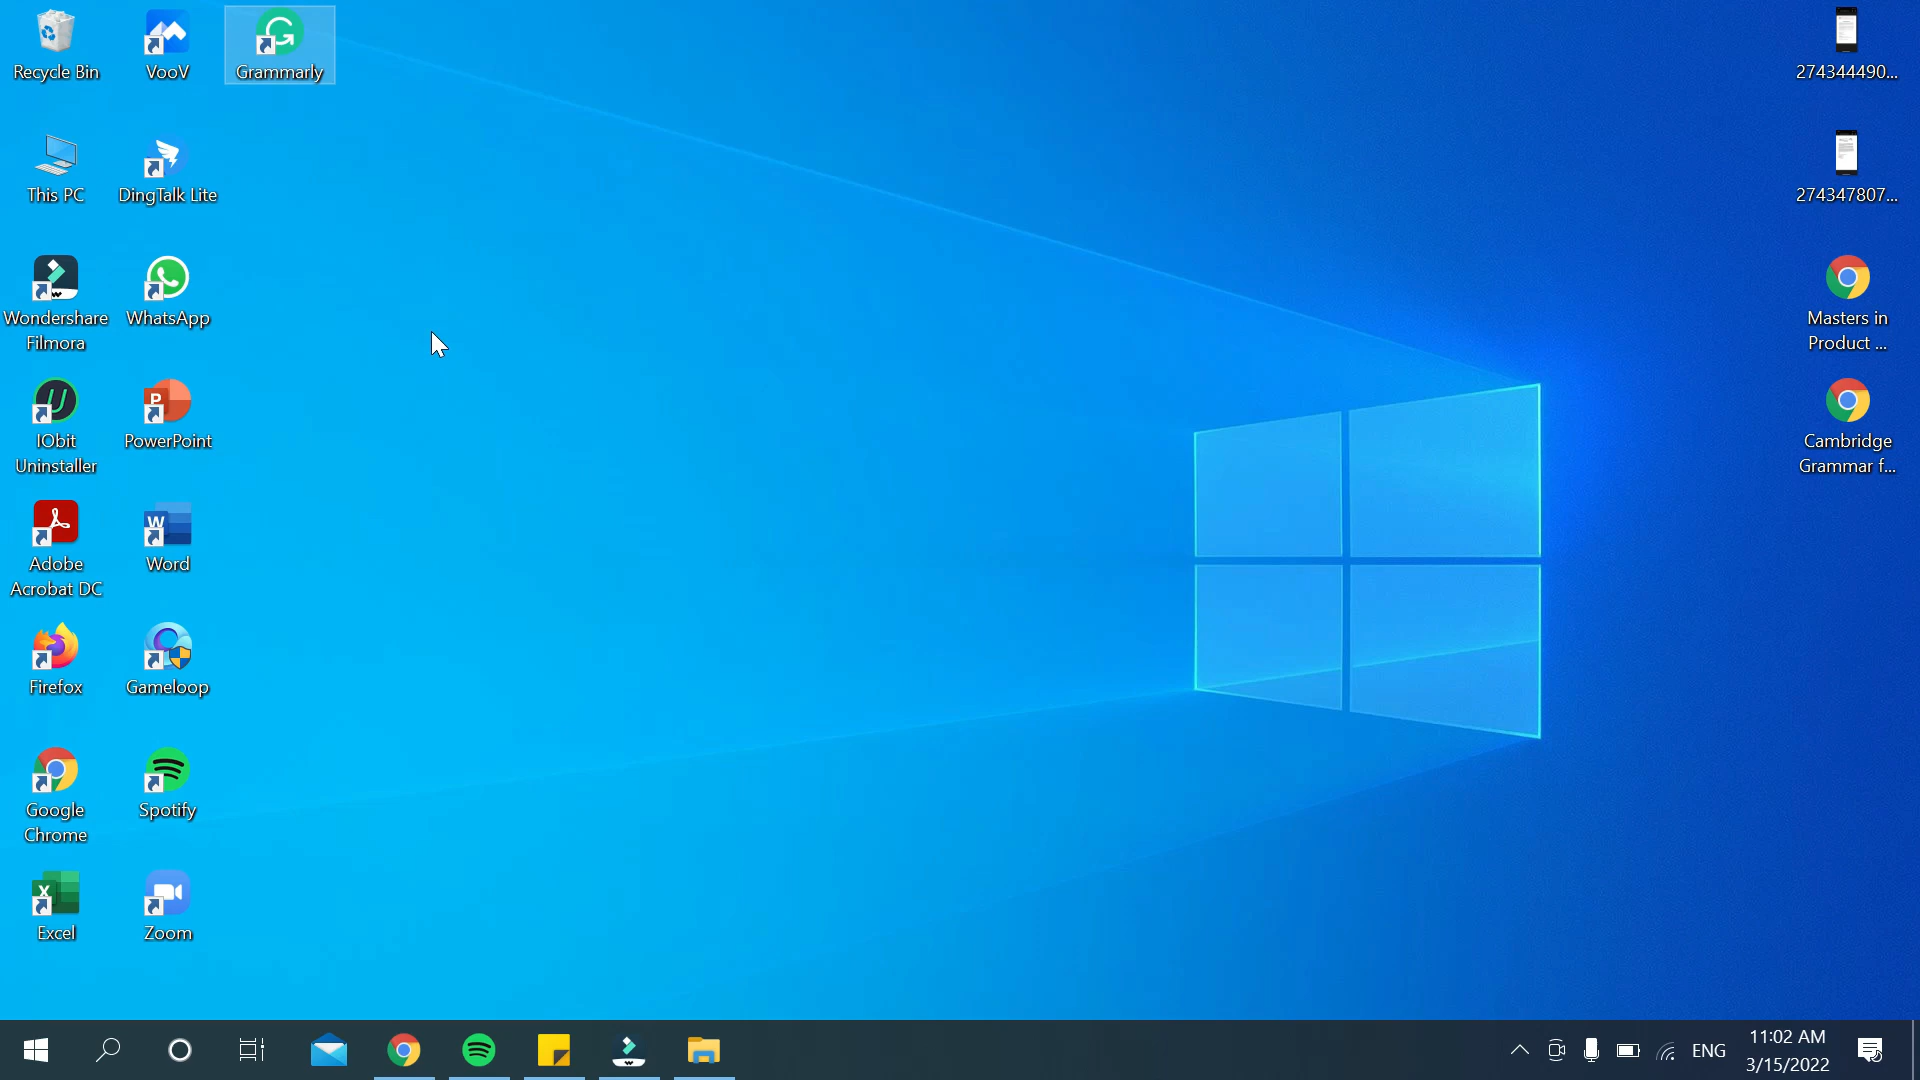 Recycle Bin
VooV
Grammarly
274344490...
This PC
DingTalk Lite
274347807...
Wondershare
Filmora
WhatsApp
Masters in
Product ...
IObit
Uninstaller
PowerPoint
Cambridge
Grammar f...
Adobe
Acrobat DC
Word
Firefox
Gameloop
Google
Chrome
Spotify
Excel
Zoom
ENG
11:02 AM
3/15/2022